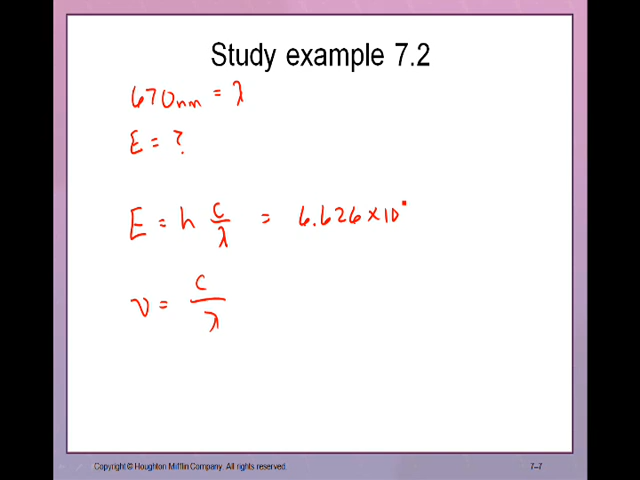 Study example 7.2
670nm = λ
E = ?
E = h c/λ = 6.626×10
ν = c/λ
Copyright © Houghton Mifflin Company. All rights reserved.
7–7